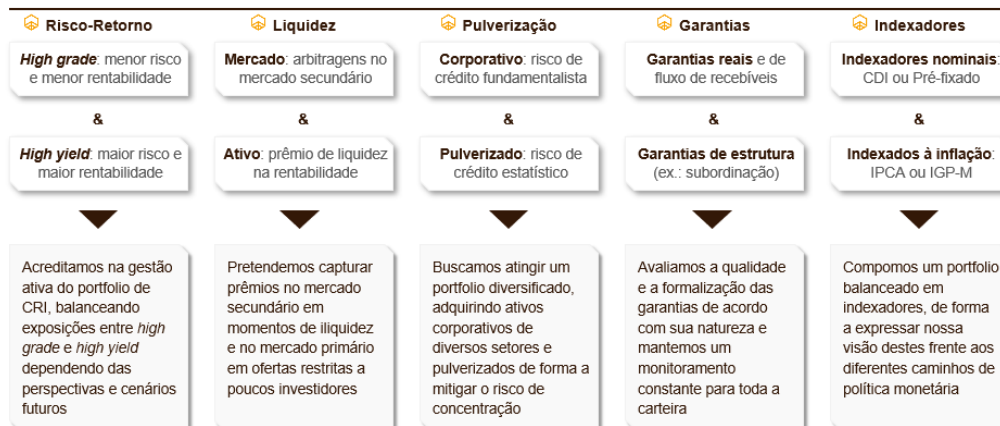 Risco-Retorno
High grade: menor risco
e menor rentabilidade
&
High yield: maior risco e
maior rentabilidade
Acreditamos na gestão
ativa do portfolio de
CRI, balanceando
exposições entre high
grade e high yield
dependendo das
perspectivas e cenários
futuros
Liquidez
Mercado: arbitragens no
mercado secundário
&
Ativo: prêmio de liquidez
na rentabilidade
Pretendemos capturar
prêmios no mercado
secundário em
momentos de iliquidez
e no mercado primário
em ofertas restritas a
poucos investidores
Pulverização
Corporativo: risco de
crédito fundamentalista
&
Pulverizado: risco de
crédito estatístico
Buscamos atingir um
portfolio diversificado,
adquirindo ativos
corporativos de
diversos setores e
pulverizados de forma a
mitigar o risco de
concentração
Garantias
Garantias reais e de
fluxo de recebíveis
&
Garantias de estrutura
(ex.: subordinação)
Avaliamos a qualidade
e a formalização das
garantias de acordo
com sua natureza e
mantemos um
monitoramento
constante para toda a
carteira
Indexadores
Indexadores nominais:
CDI ou Pré-fixado
&
Indexados à inflação:
IPCA ou IGP-M
Compomos um portfolio
balanceado em
indexadores, de forma
a expressar nossa
visão destes frente aos
diferentes caminhos de
política monetária